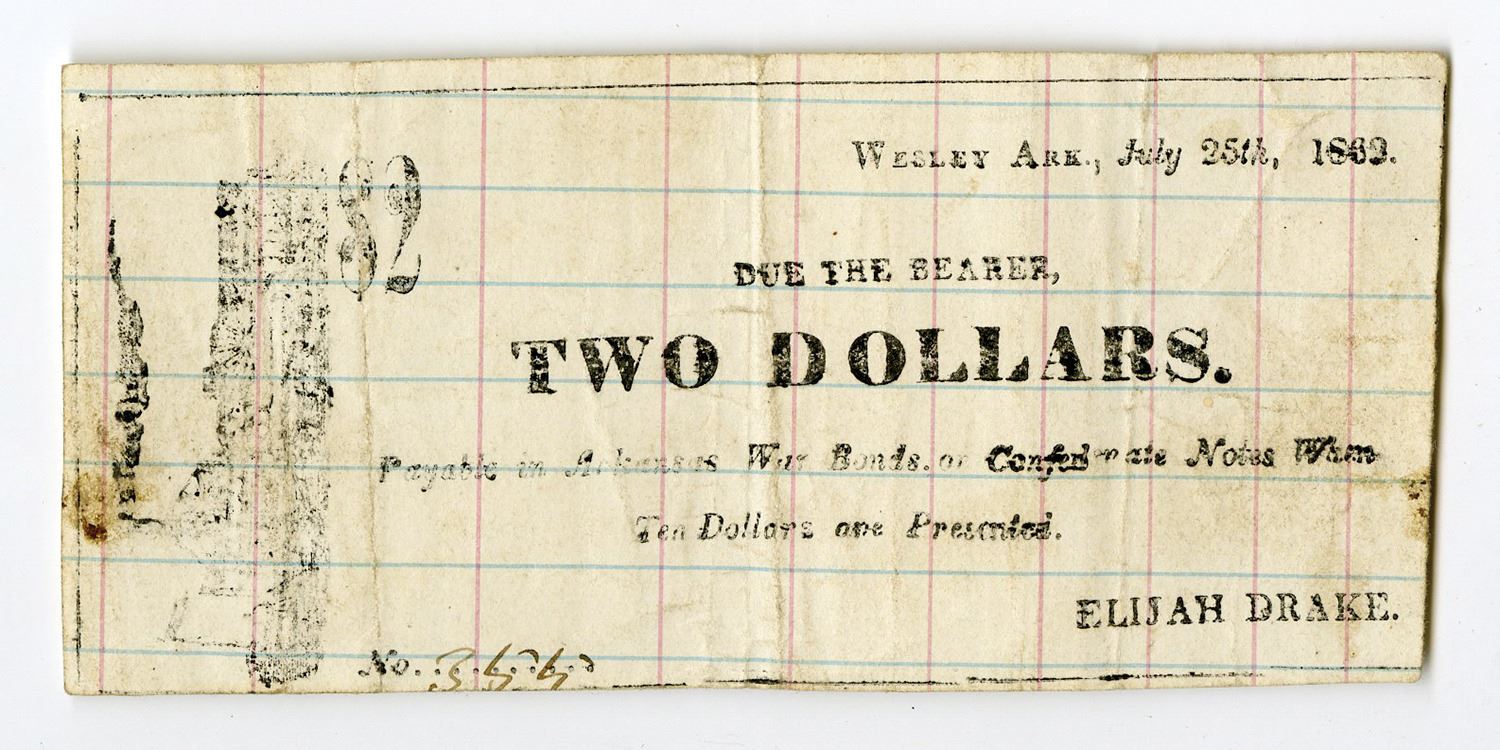 $2
WESLEY ARK., July 25th, 1862.
DUE THE BEARER,
TWO DOLLARS.
Payable in Arkansas War Bonds. or Confederate Notes When
Ten Dollars are Presented.
ELIJAH DRAKE.
No.